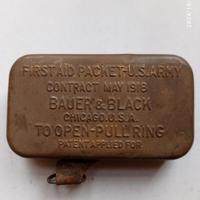 FIRST AID PACKET-U.S. ARMY
CONTRACT MAY 1918
BAUER & BLACK
CHICAGO. U.S.A.
TO OPEN-PULL RING
PATENT APPLIED FOR